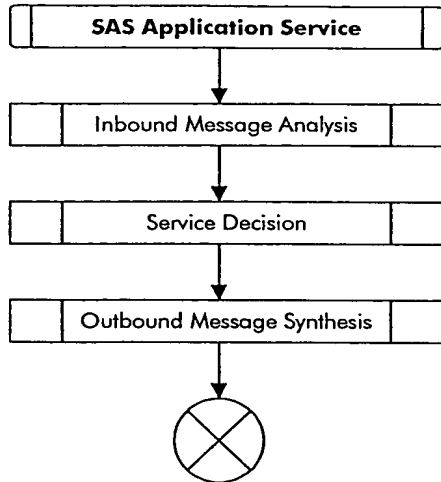 SAS Application Service
Inbound Message Analysis
Service Decision
Outbound Message Synthesis